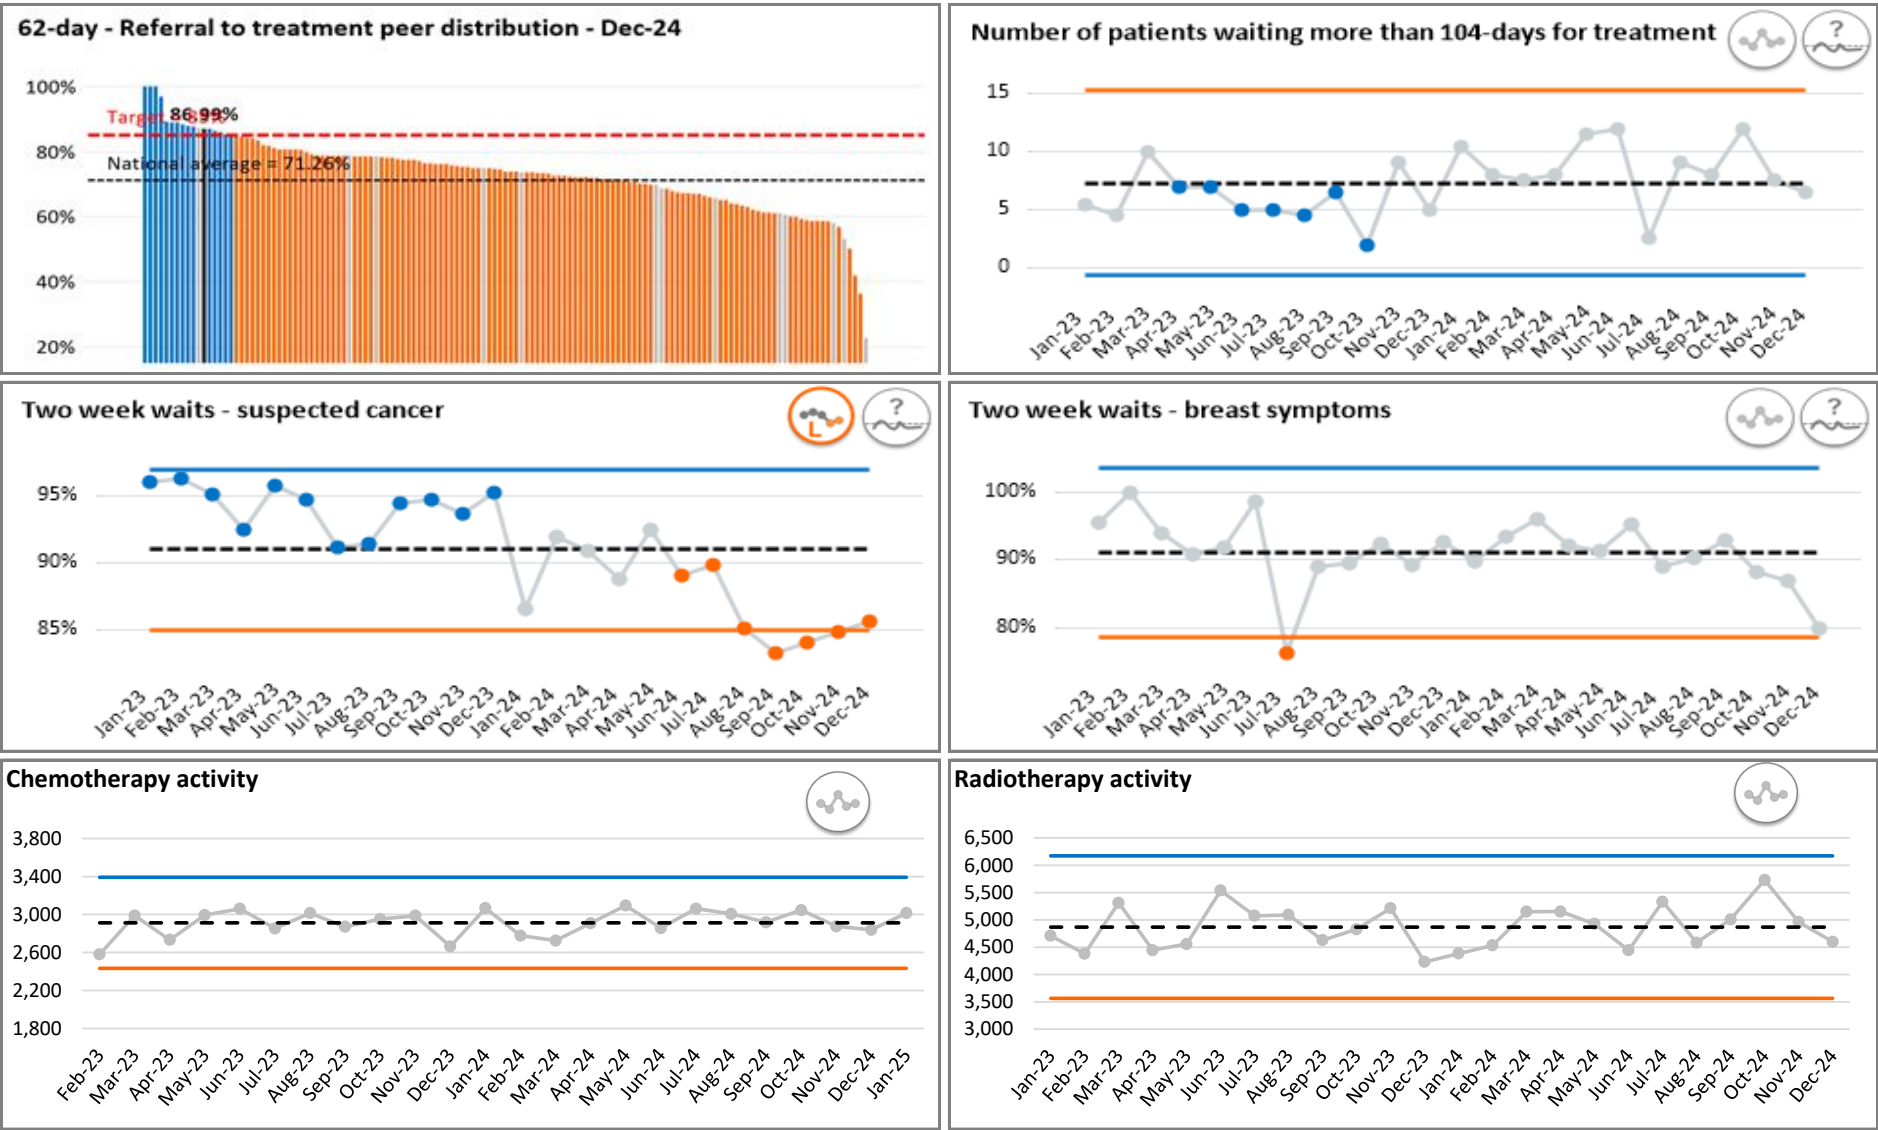 62-day - Referral to treatment peer distribution - Dec-24
100%
86.99%
80%
National average = 71.26%
60%
40%
20%
Number of patients waiting more than 104-days for treatment
?
15
10
5
0
Jan-23 Feb-23 Mar-23 Apr-23 May-23 Jun-23 Jul-23 Aug-23 Sep-23 Oct-23 Nov-23 Dec-23 Jan-24 Feb-24 Mar-24 Apr-24 May-24 Jun-24 Jul-24 Aug-24 Sep-24 Oct-24 Nov-24 Dec-24
Two week waits - suspected cancer
L
?
95%
90%
85%
Jan-23 Feb-23 Mar-23 Apr-23 May-23 Jun-23 Jul-23 Aug-23 Sep-23 Oct-23 Nov-23 Dec-23 Jan-24 Feb-24 Mar-24 Apr-24 May-24 Jun-24 Jul-24 Aug-24 Sep-24 Oct-24 Nov-24 Dec-24
Two week waits - breast symptoms
?
100%
90%
80%
Jan-23 Feb-23 Mar-23 Apr-23 May-23 Jun-23 Jul-23 Aug-23 Sep-23 Oct-23 Nov-23 Dec-23 Jan-24 Feb-24 Mar-24 Apr-24 May-24 Jun-24 Jul-24 Aug-24 Sep-24 Oct-24 Nov-24 Dec-24
Chemotherapy activity
3,800
3,400
3,000
2,600
2,200
1,800
Feb-23 Mar-23 Apr-23 May-23 Jun-23 Jul-23 Aug-23 Sep-23 Oct-23 Nov-23 Dec-23 Jan-24 Feb-24 Mar-24 Apr-24 May-24 Jun-24 Jul-24 Aug-24 Sep-24 Oct-24 Nov-24 Dec-24 Jan-25
Radiotherapy activity
6,500
6,000
5,500
5,000
4,500
4,000
3,500
3,000
Jan-23 Feb-23 Mar-23 Apr-23 May-23 Jun-23 Jul-23 Aug-23 Sep-23 Oct-23 Nov-23 Dec-23 Jan-24 Feb-24 Mar-24 Apr-24 May-24 Jun-24 Jul-24 Aug-24 Sep-24 Oct-24 Nov-24 Dec-24